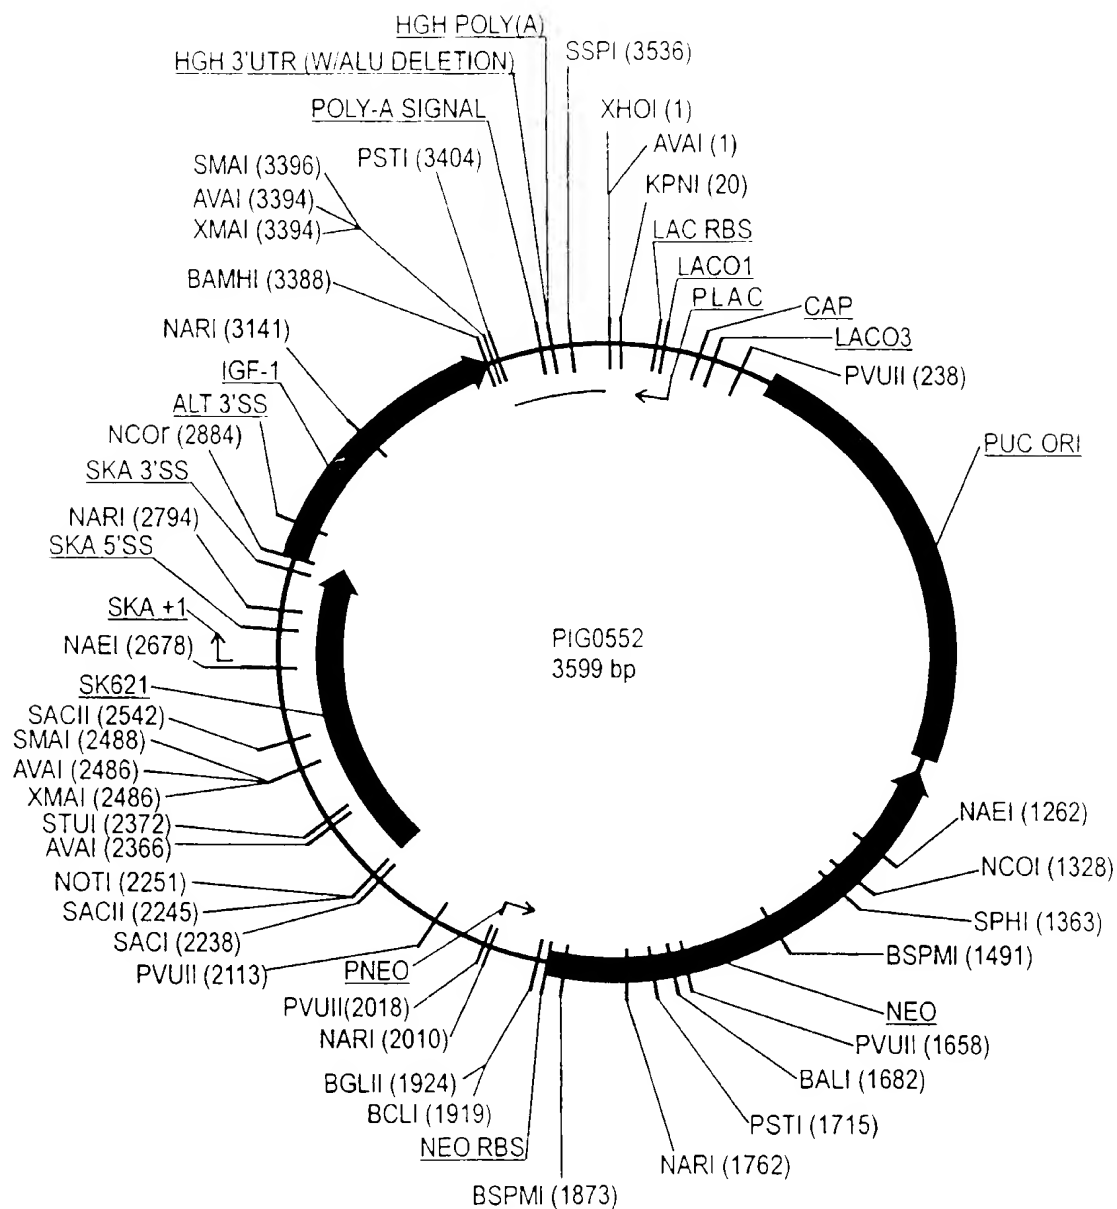 HGH POLY(A)
HGH 3'UTR (W/ALU DELETION)
POLY-A SIGNAL
PSTI (3404)
SMAI (3396)
AVAI (3394)
XMAI (3394)
BAMHI (3388)
NARI (3141)
IGF-1
ALT 3'SS
NCOr (2884)
SKA 3'SS
NARI (2794)
SKA 5'SS
SKA +1
NAEI (2678)
SK621
SACII (2542)
SMAI (2488)
AVAI (2486)
XMAI (2486)
STUI (2372)
AVAI (2366)
NOTI (2251)
SACII (2245)
SACI (2238)
PVUII (2113)
PNEO
PVUII(2018)
NARI (2010)
BGLII (1924)
BCLI (1919)
NEO RBS
BSPMI (1873)
SSPI (3536)
XHOI (1)
AVAI (1)
KPNI (20)
LAC RBS
LACO1
PLAC
CAP
LACO3
PVUII (238)
PUC ORI
PIG0552
3599 bp
NAEI (1262)
NCOI (1328)
SPHI (1363)
BSPMI (1491)
NEO
PVUII (1658)
BALI (1682)
PSTI (1715)
NARI (1762)